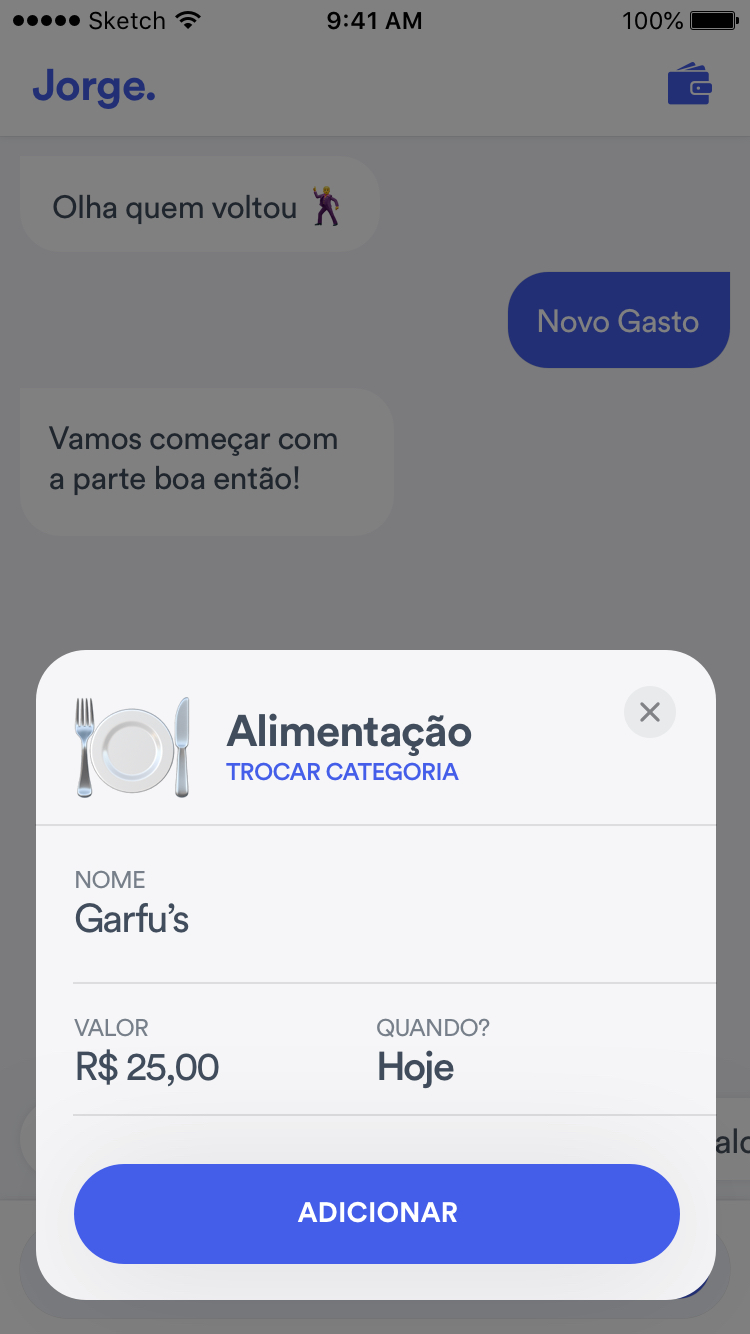 Sketch 9:41 AM 100%
Jorge.
Olha quem voltou 🕺
Novo Gasto
Vamos começar com
a parte boa então!
Alimentação
TROCAR CATEGORIA
NOME
Garfu’s
VALOR QUANDO?
R$ 25,00 Hoje
ADICIONAR